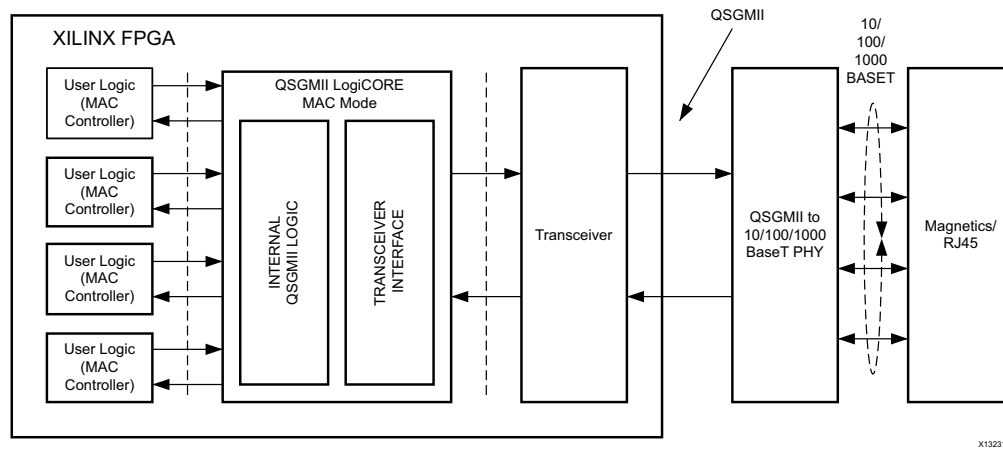 QSGMII
XILINX FPGA
10/
100/
1000
BASET
User Logic
(MAC
Controller)
User Logic
(MAC
Controller)
User Logic
(MAC
Controller)
User Logic
(MAC
Controller)
QSGMII LogiCORE
MAC Mode
INTERNAL
QSGMII LOGIC
TRANSCEIVER
INTERFACE
Transceiver
QSGMII to
10/100/1000
BaseT PHY
Magnetics/
RJ45
X13231